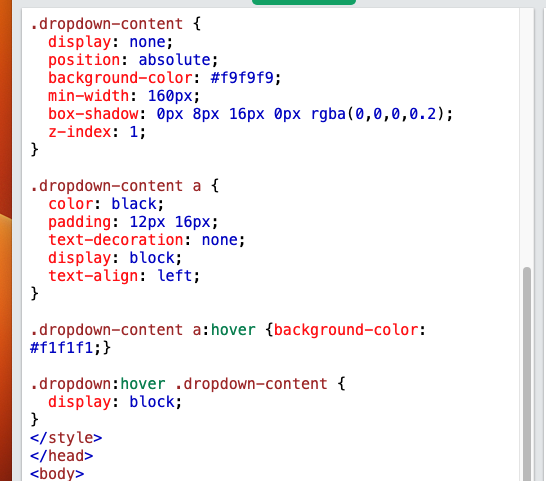 .dropdown-content {
  display: none;
  position: absolute;
  background-color: #f9f9f9;
  min-width: 160px;
  box-shadow: 0px 8px 16px 0px rgba(0,0,0,0.2);
  z-index: 1;
}

.dropdown-content a {
  color: black;
  padding: 12px 16px;
  text-decoration: none;
  display: block;
  text-align: left;
}

.dropdown-content a:hover {background-color:
#f1f1f1;}

.dropdown:hover .dropdown-content {
  display: block;
}
</style>
</head>
<body>